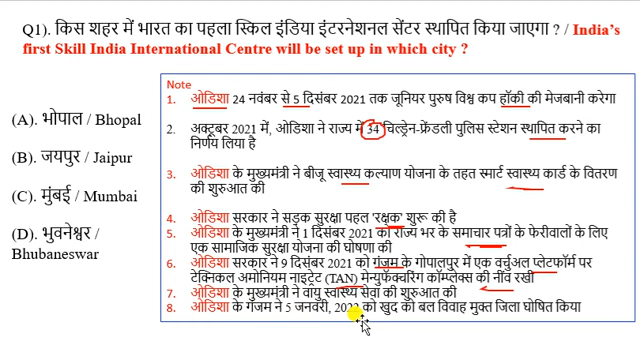 Q1). किस शहर में भारत का पहला स्किल इंडिया इंटरनेशनल सेंटर स्थापित किया जाएगा ? / India's
first Skill India International Centre will be set up in which city ?
Note
1. ओडिशा 24 नवंबर से 5 दिसंबर 2021 तक जूनियर पुरुष विश्व कप हॉकी की मेजबानी करेगा
(A). भोपाल / Bhopal
2. अक्टूबर 2021 में, ओडिशा ने राज्य में 34 चिल्ड्रेन-फ्रेंडली पुलिस स्टेशन स्थापित करने का
निर्णय लिया है
(B). जयपुर / Jaipur
3. ओडिशा के मुख्यमंत्री ने बीजू स्वास्थ्य कल्याण योजना के तहत स्मार्ट स्वास्थ्य कार्ड के वितरण
की शुरुआत की
(C). मुंबई / Mumbai
4. ओडिशा सरकार ने सड़क सुरक्षा पहल 'रक्षक' शुरू की है
(D). भुवनेश्वर /
Bhubaneswar
5. ओडिशा के मुख्यमंत्री ने 1 दिसंबर 2021 को राज्य भर के समाचार पत्रों के फेरीवालों के लिए
एक सामाजिक सुरक्षा योजना की घोषणा की
6. ओडिशा सरकार ने 9 दिसंबर 2021 को गंजम के गोपालपुर में एक वर्चुअल प्लेटफॉर्म पर
टेक्निकल अमोनियम नाइट्रेट (TAN) मेन्युफैक्चरिंग कॉम्प्लेक्स की नींव रखी
7. ओडिशा के मुख्यमंत्री ने वायु स्वास्थ्य सेवा की शुरुआत की
8. ओडिशा के गंजम ने 5 जनवरी, 2022 को खुद को बल विवाह मुक्त जिला घोषित किया